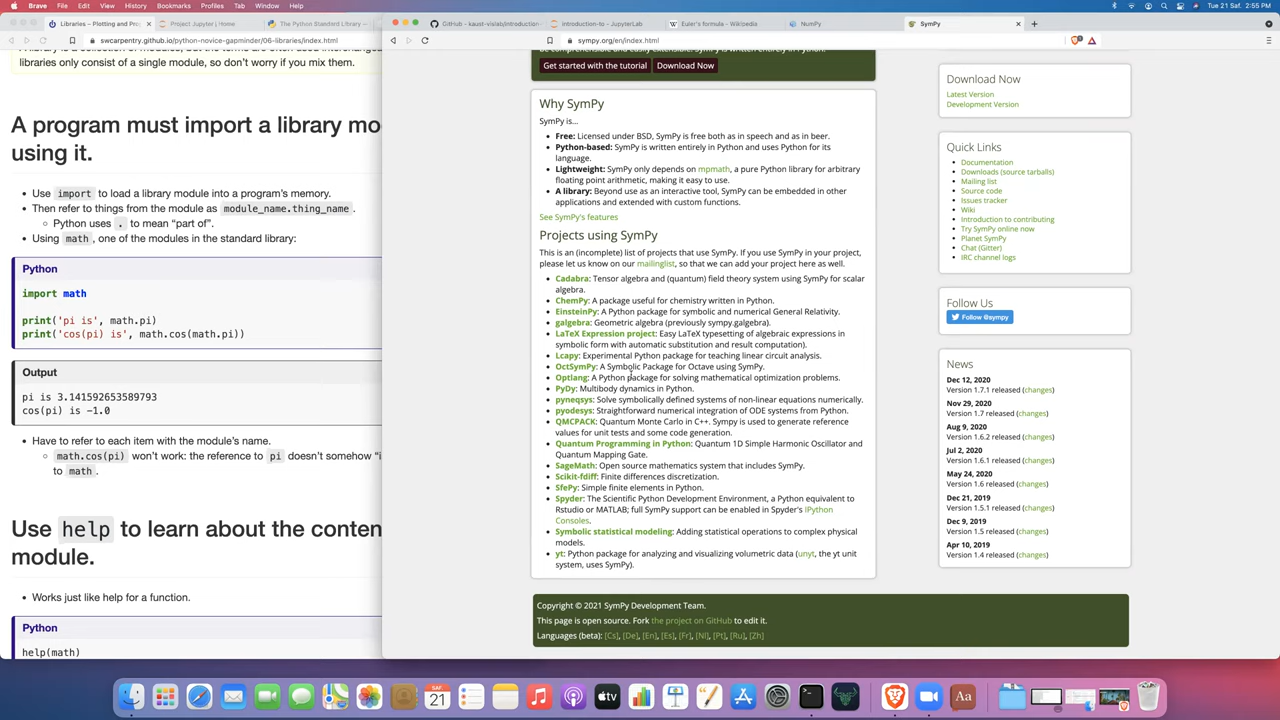 Brave File Edit View History Bookmarks Profiles Tab Window Help
Tue 21 Saf. 2:55 PM
Libraries – Plotting and Pro
Project Jupyter | Home
The Python Standard Library —
GitHub - kaust-vislab/introduction
introduction-to - JupyterLab
Euler's formula - Wikipedia
NumPy
SymPy
swcarpentry.github.io/python-novice-gapminder/06-libraries/index.html
sympy.org/en/index.html
libraries only consist of a single module, so don't worry if you mix them.
A program must import a library mo
using it.
Use import to load a library module into a program's memory.
Then refer to things from the module as module_name.thing_name.
Python uses . to mean "part of".
Using math, one of the modules in the standard library:
Python
import math
print('pi is', math.pi)
print('cos(pi) is', math.cos(math.pi))
Output
pi is 3.141592653589793
cos(pi) is -1.0
Have to refer to each item with the module's name.
math.cos(pi) won't work: the reference to pi doesn't somehow "i
to math.
Use help to learn about the conten
module.
Works just like help for a function.
Python
help(math)
Get started with the tutorial
Download Now
Why SymPy
SymPy is...
Free: Licensed under BSD, SymPy is free both as in speech and as in beer.
Python-based: SymPy is written entirely in Python and uses Python for its
language.
Lightweight: SymPy only depends on mpmath, a pure Python library for arbitrary
floating point arithmetic, making it easy to use.
A library: Beyond use as an interactive tool, SymPy can be embedded in other
applications and extended with custom functions.
See SymPy's features
Projects using SymPy
This is an (incomplete) list of projects that use SymPy. If you use SymPy in your project,
please let us know on our mailinglist, so that we can add your project here as well.
Cadabra: Tensor algebra and (quantum) field theory system using SymPy for scalar
algebra.
ChemPy: A package useful for chemistry written in Python.
EinsteinPy: A Python package for symbolic and numerical General Relativity.
galgebra: Geometric algebra (previously sympy.galgebra).
LaTeX Expression project: Easy LaTeX typesetting of algebraic expressions in
symbolic form with automatic substitution and result computation).
Lcapy: Experimental Python package for teaching linear circuit analysis.
OctSymPy: A Symbolic Package for Octave using SymPy.
Optlang: A Python package for solving mathematical optimization problems.
PyDy: Multibody dynamics in Python.
pyneqsys: Solve symbolically defined systems of non-linear equations numerically.
pyodesys: Straightforward numerical integration of ODE systems from Python.
QMCPACK: Quantum Monte Carlo in C++. Sympy is used to generate reference
values for unit tests and some code generation.
Quantum Programming in Python: Quantum 1D Simple Harmonic Oscillator and
Quantum Mapping Gate.
SageMath: Open source mathematics system that includes SymPy.
Scikit-fdiff: Finite differences discretization.
SfePy: Simple finite elements in Python.
Spyder: The Scientific Python Development Environment, a Python equivalent to
Rstudio or MATLAB; full SymPy support can be enabled in Spyder's IPython
Consoles.
Symbolic statistical modeling: Adding statistical operations to complex physical
models.
yt: Python package for analyzing and visualizing volumetric data (unyt, the yt unit
system, uses SymPy).
Download Now
Latest Version
Development Version
Quick Links
Documentation
Downloads (source tarballs)
Mailing list
Source code
Issues tracker
Wiki
Introduction to contributing
Try SymPy online now
Planet SymPy
Chat (Gitter)
IRC channel logs
Follow Us
Follow @sympy
News
Dec 12, 2020
Version 1.7.1 released (changes)
Nov 29, 2020
Version 1.7 released (changes)
Aug 9, 2020
Version 1.6.2 released (changes)
Jul 2, 2020
Version 1.6.1 released (changes)
May 24, 2020
Version 1.6 released (changes)
Dec 21, 2019
Version 1.5.1 released (changes)
Dec 9, 2019
Version 1.5 released (changes)
Apr 10, 2019
Version 1.4 released (changes)
Copyright © 2021 SymPy Development Team.
This page is open source. Fork the project on GitHub to edit it.
Languages (beta): [Cs], [De], [En], [Es], [Fr], [Nl], [Pt], [Ru], [Zh]
21
tv
Aa